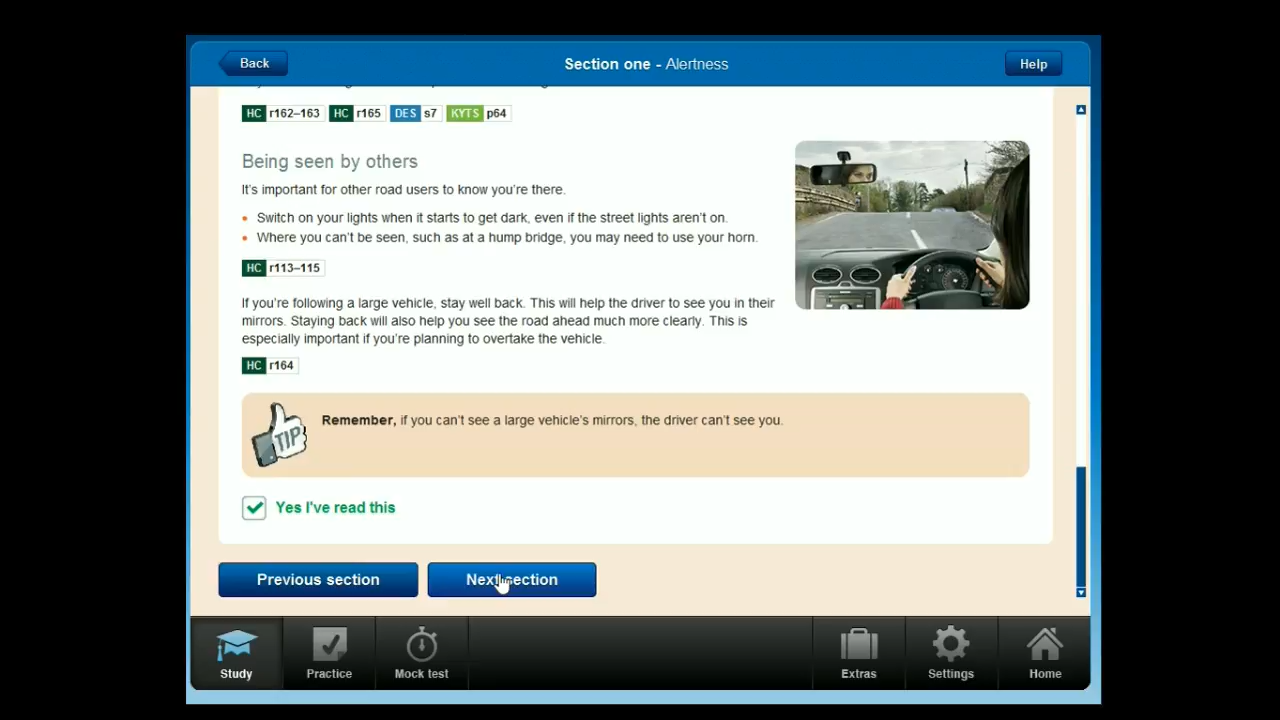 Back
Section one - Alertness
Help
HC r162–163 HC r165 DES s7 KYTS p64
Being seen by others
It's important for other road users to know you're there.
Switch on your lights when it starts to get dark, even if the street lights aren't on.
Where you can't be seen, such as at a hump bridge, you may need to use your horn.
HC r113–115
If you're following a large vehicle, stay well back. This will help the driver to see you in their
mirrors. Staying back will also help you see the road ahead much more clearly. This is
especially important if you're planning to overtake the vehicle.
HC r164
TIP
Remember, if you can't see a large vehicle's mirrors, the driver can't see you.
Yes I've read this
Previous section
Next section
Study
Practice
Mock test
Extras
Settings
Home